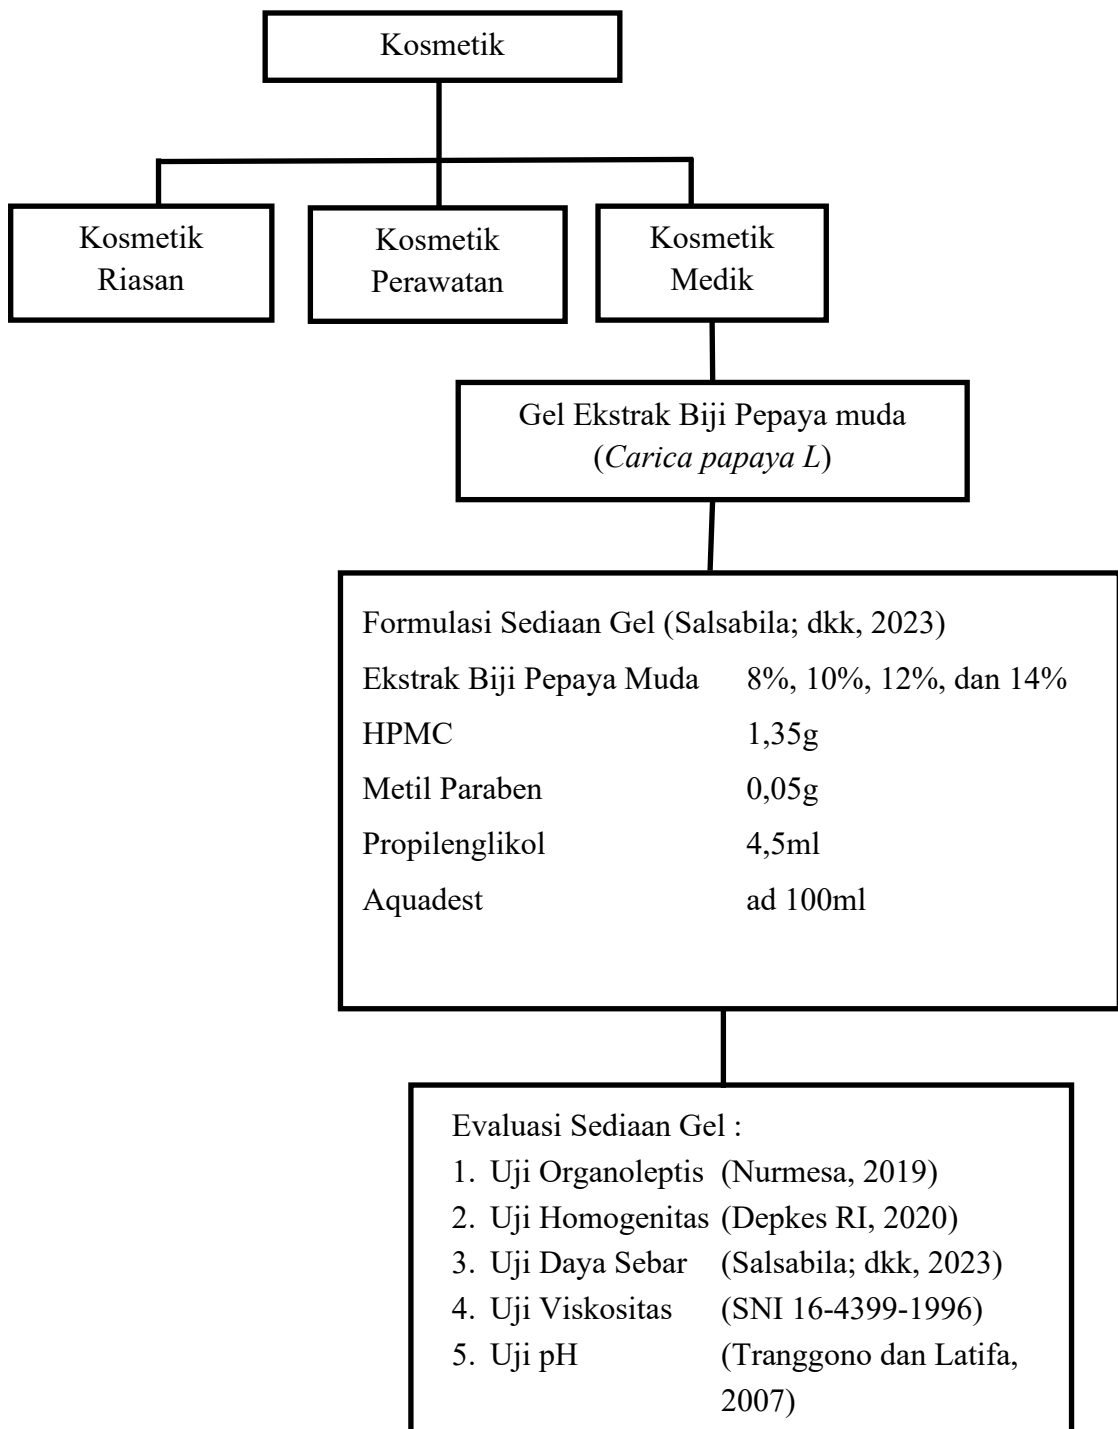 Kosmetik
Kosmetik
Riasan
Kosmetik
Perawatan
Kosmetik
Medik
Gel Ekstrak Biji Pepaya muda
(Carica papaya L)
Formulasi Sediaan Gel (Salsabila; dkk, 2023)
Ekstrak Biji Pepaya Muda 8%, 10%, 12%, dan 14%
HPMC 1,35g
Metil Paraben 0,05g
Propilenglikol 4,5ml
Aquadest ad 100ml
Evaluasi Sediaan Gel :
1. Uji Organoleptis (Nurmesa, 2019)
2. Uji Homogenitas (Depkes RI, 2020)
3. Uji Daya Sebar (Salsabila; dkk, 2023)
4. Uji Viskositas (SNI 16-4399-1996)
5. Uji pH (Tranggono dan Latifa,
2007)